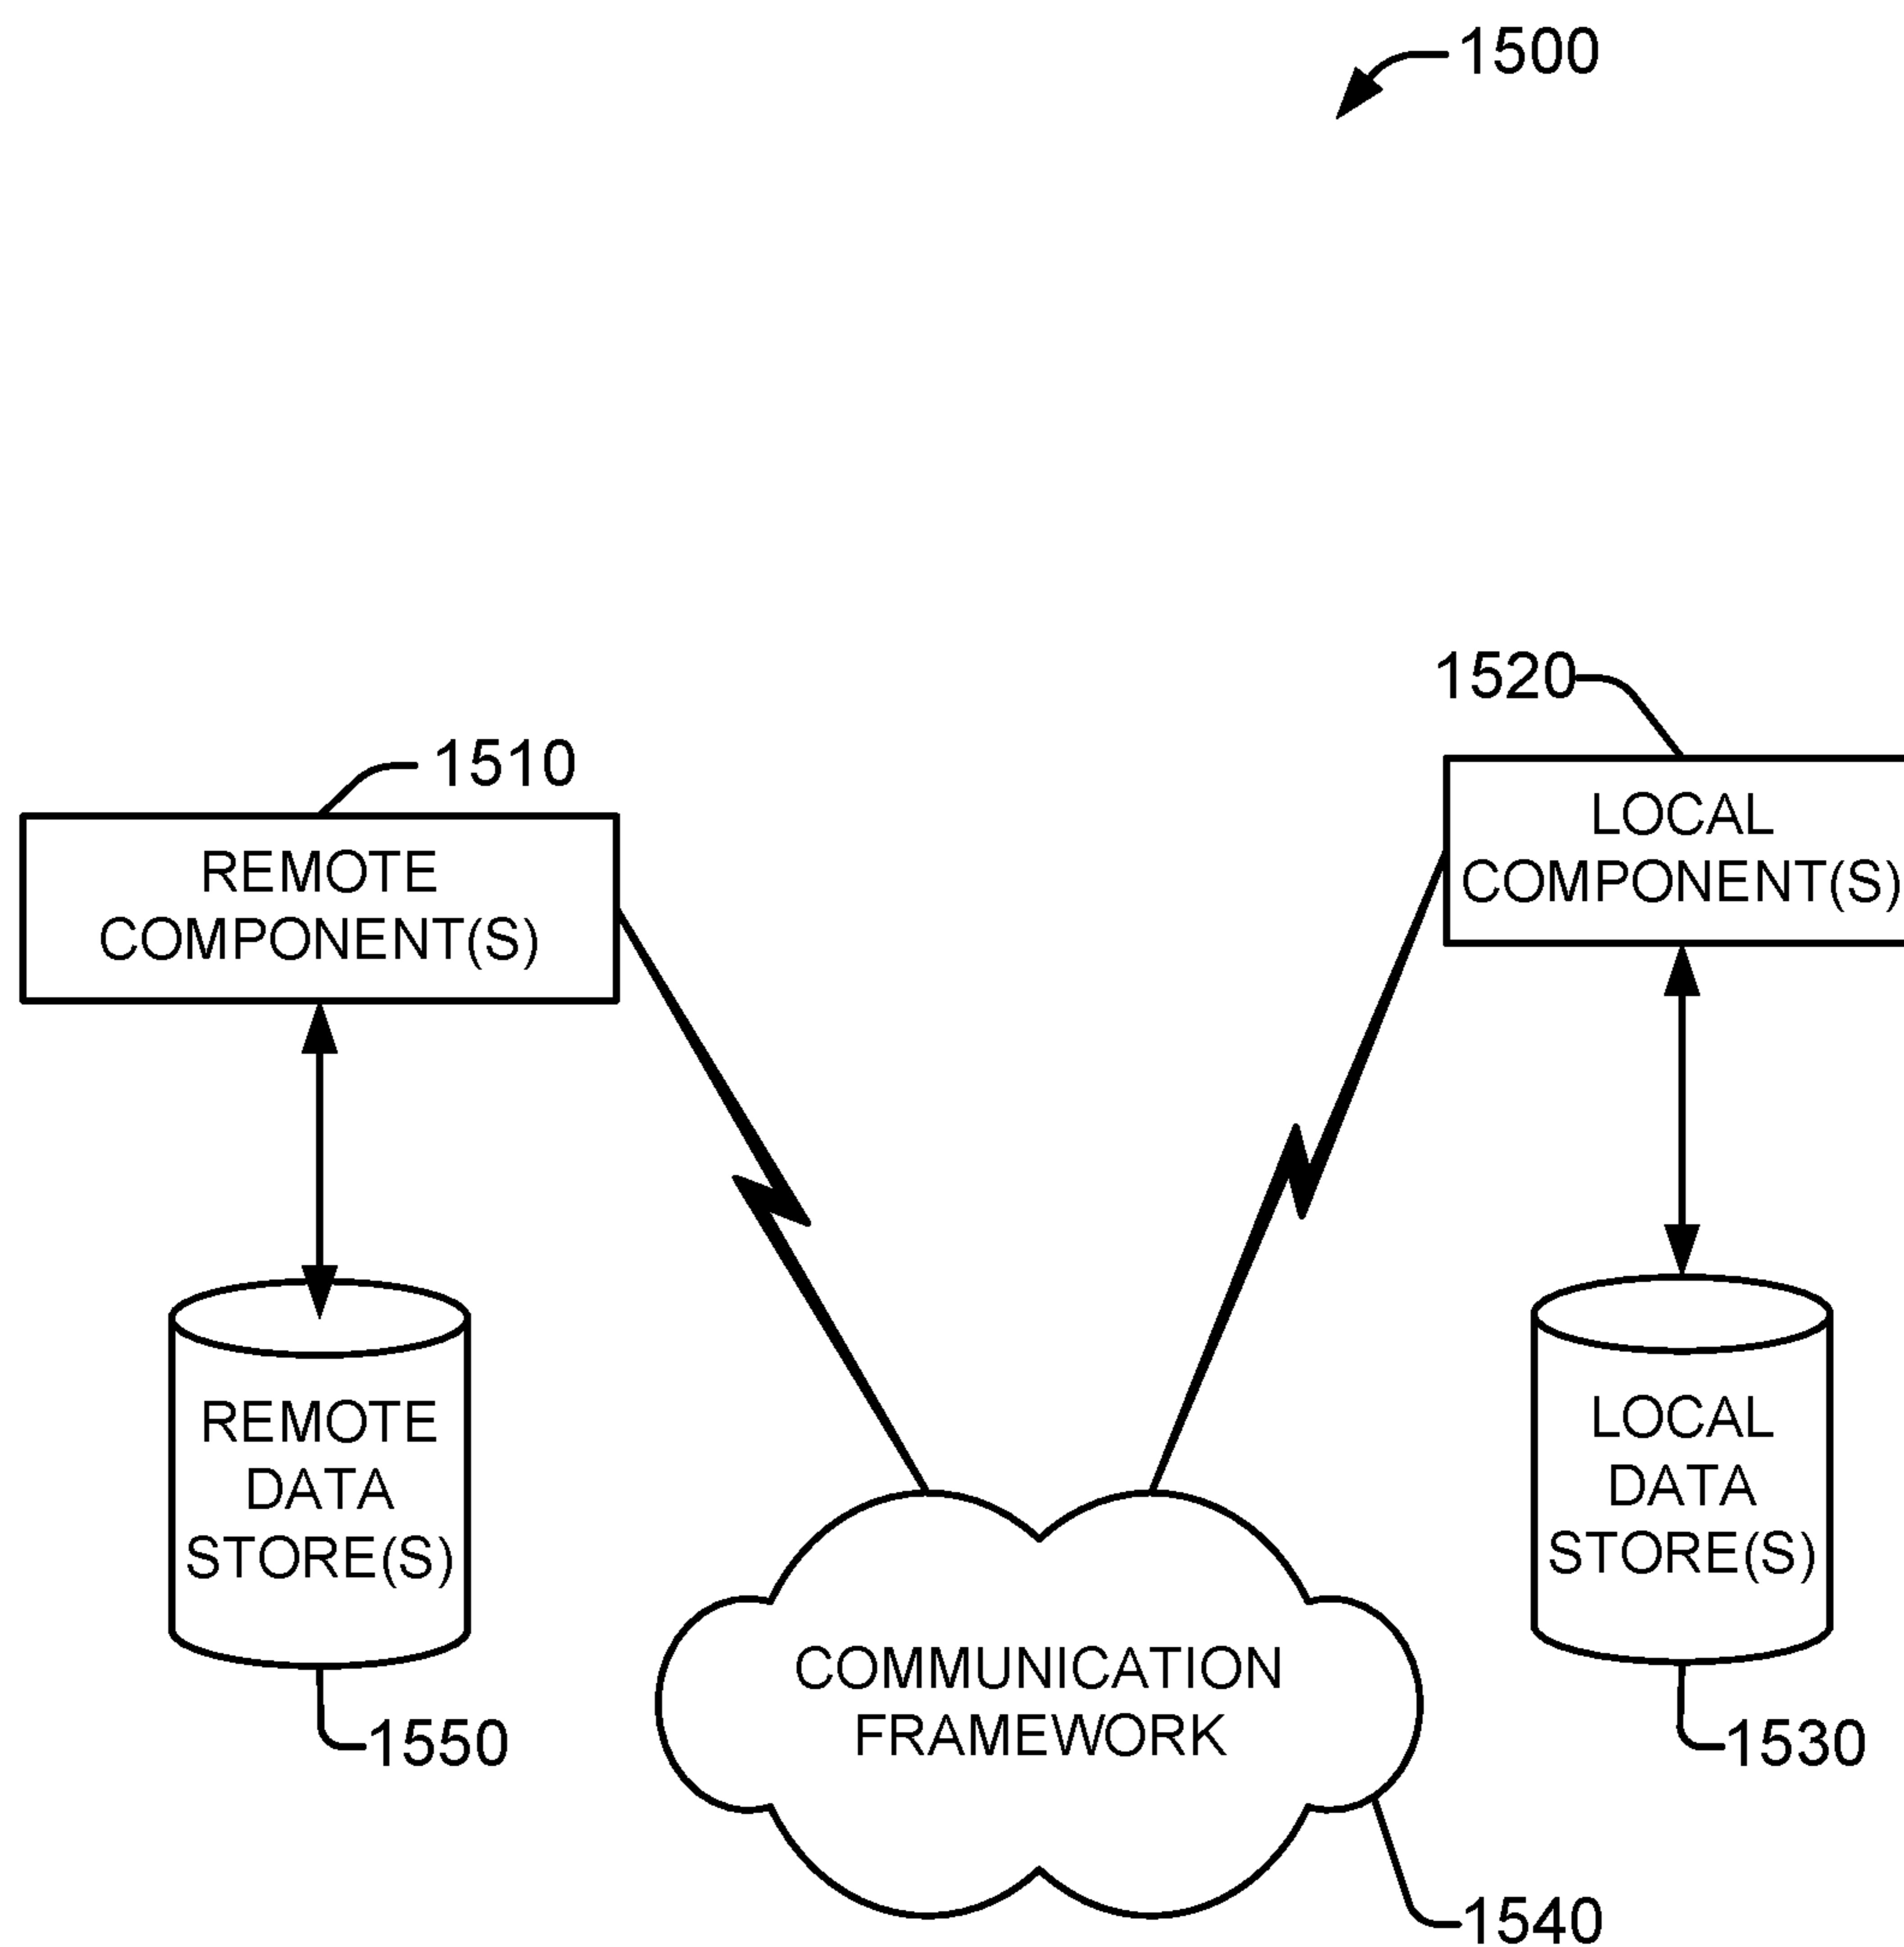 1500
1520
1510
LOCAL
COMPONENT(S)
REMOTE
COMPONENT(S)
REMOTE
DATA
STORE(S)
LOCAL
DATA
STORE(S)
COMMUNICATION
FRAMEWORK
1550
1530
1540